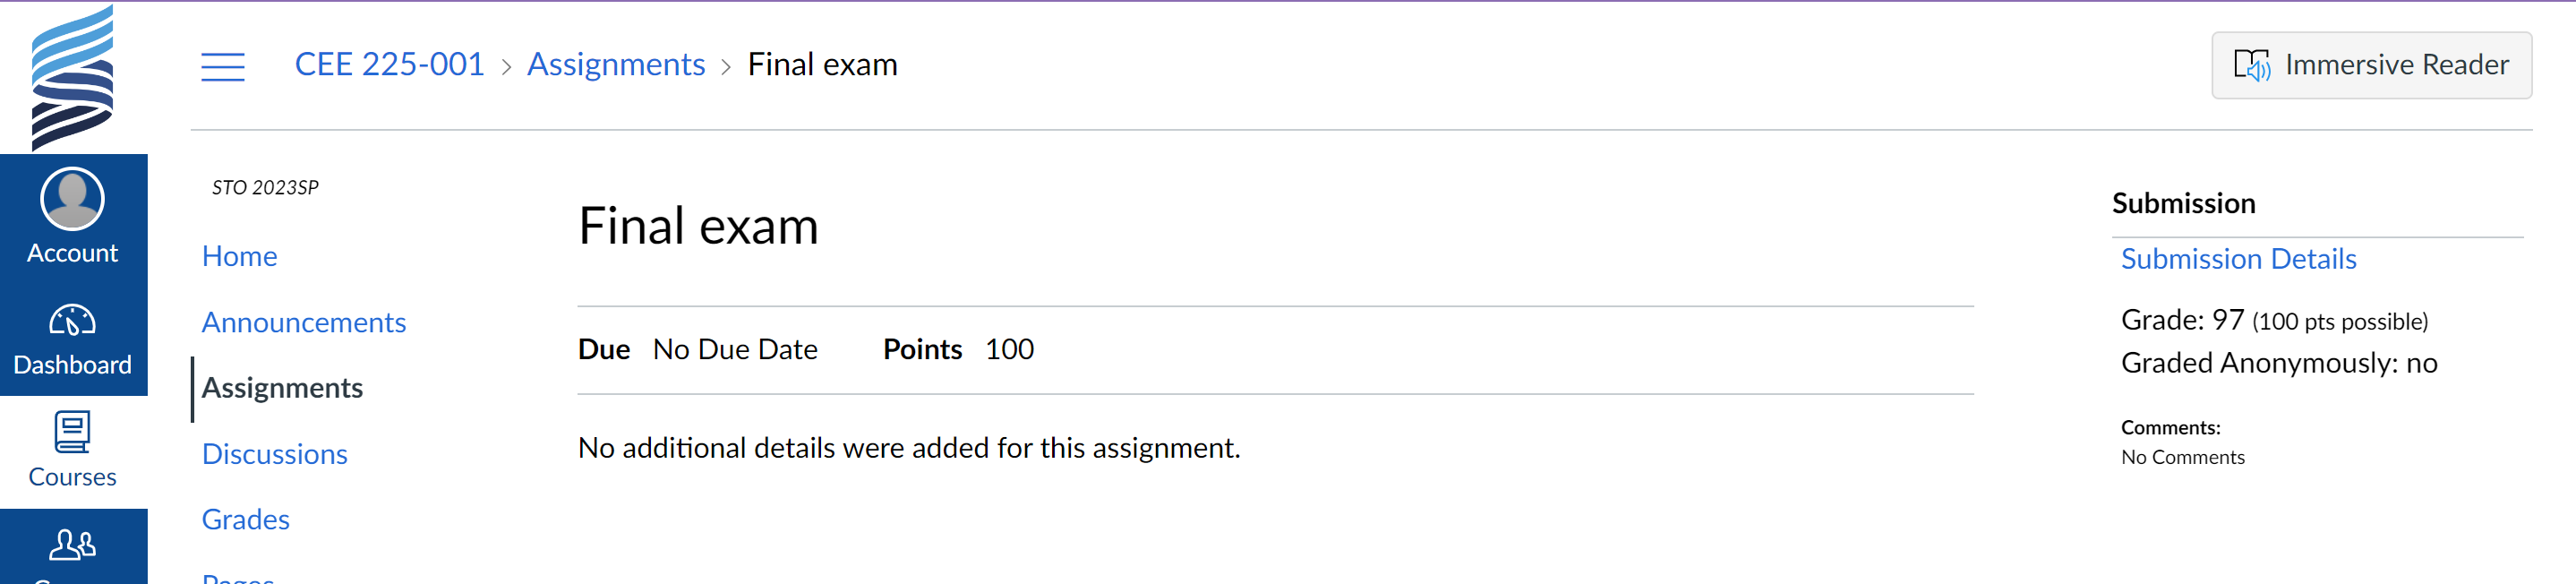 CEE 225-001 > Assignments > Final exam
Immersive Reader
Account
Dashboard
Courses
STO 2023SP
Home
Announcements
Assignments
Discussions
Grades
Pages
Final exam
Due No Due Date Points 100
No additional details were added for this assignment.
Submission
Submission Details
Grade: 97 (100 pts possible)
Graded Anonymously: no
Comments:
No Comments